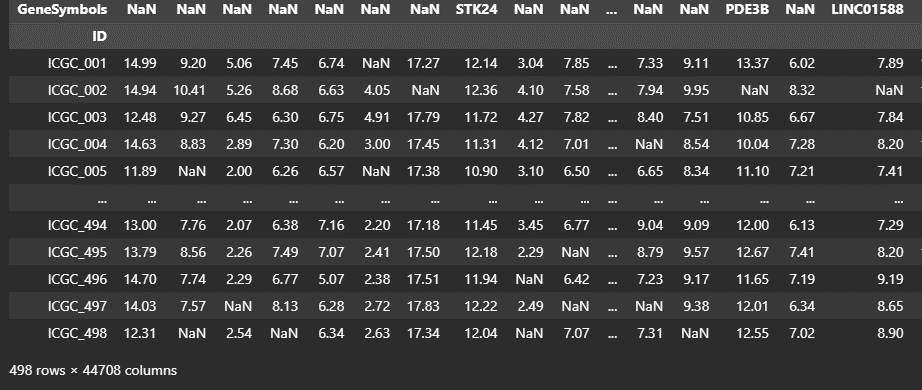 GeneSymbols NaN NaN NaN NaN NaN NaN NaN STK24 NaN NaN ... NaN NaN PDE3B NaN LINC01588
ID
ICGC_001 14.99 9.20 5.06 7.45 6.74 NaN 17.27 12.14 3.04 7.85 ... 7.33 9.11 13.37 6.02 7.89
ICGC_002 14.94 10.41 5.26 8.68 6.63 4.05 NaN 12.36 4.10 7.58 ... 7.94 9.95 NaN 8.32 NaN
ICGC_003 12.48 9.27 6.45 6.30 6.75 4.91 17.79 11.72 4.27 7.82 ... 8.40 7.51 10.85 6.67 7.84
ICGC_004 14.63 8.83 2.89 7.30 6.20 3.00 17.45 11.31 4.12 7.01 ... NaN 8.54 10.04 7.28 8.20
ICGC_005 11.89 NaN 2.00 6.26 6.57 NaN 17.38 10.90 3.10 6.50 ... 6.65 8.34 11.10 7.21 7.41
... ... ... ... ... ... ... ... ... ... ... ... ... ... ... ... ...
ICGC_494 13.00 7.76 2.07 6.38 7.16 2.20 17.18 11.45 3.45 6.77 ... 9.04 9.09 12.00 6.13 7.29
ICGC_495 13.79 8.56 2.26 7.49 7.07 2.41 17.50 12.18 2.29 NaN ... 8.79 9.57 12.67 7.41 8.20
ICGC_496 14.70 7.74 2.29 6.77 5.07 2.38 17.51 11.94 NaN 6.42 ... 7.23 9.17 11.65 7.19 9.19
ICGC_497 14.03 7.57 NaN 8.13 6.28 2.72 17.83 12.22 2.49 NaN ... NaN 9.38 12.01 6.34 8.65
ICGC_498 12.31 NaN 2.54 NaN 6.34 2.63 17.34 12.04 NaN 7.07 ... 7.31 NaN 12.55 7.02 8.90
498 rows × 44708 columns